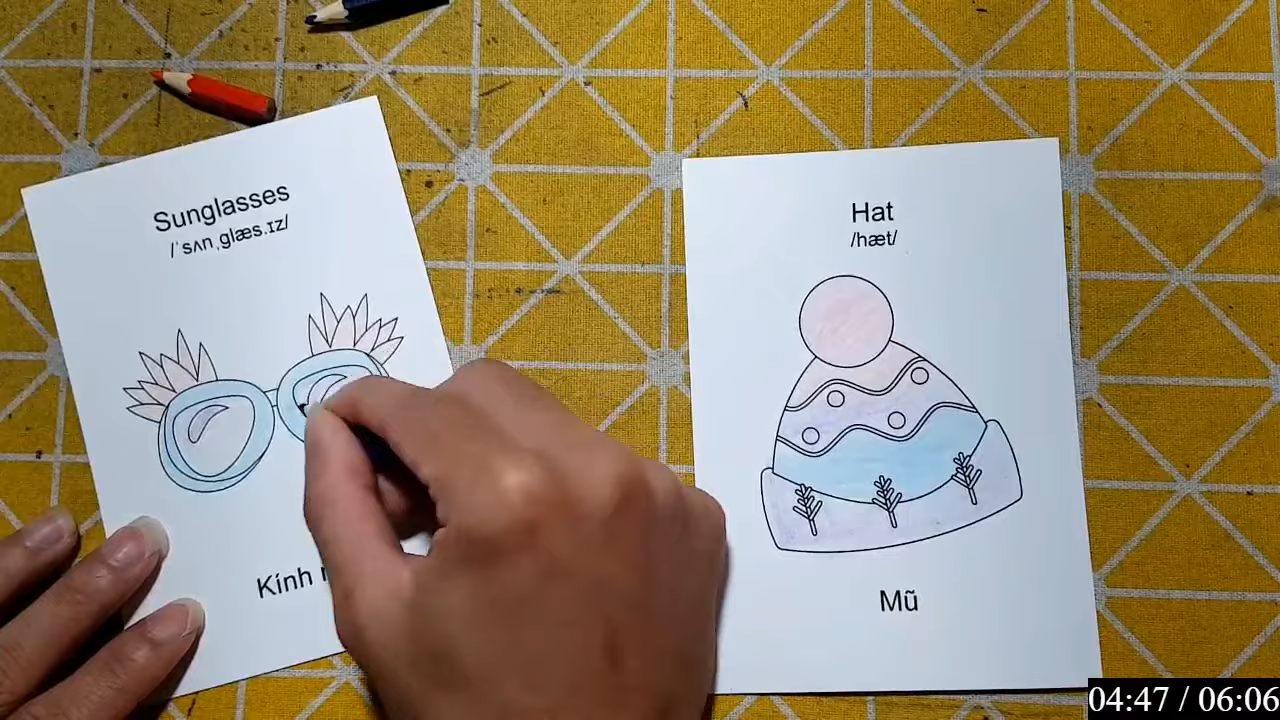 Sunglasses
/ˈsʌnˌɡlæs.ɪz/
Kính
Hat
/hæt/
Mũ
04:47 / 06:06